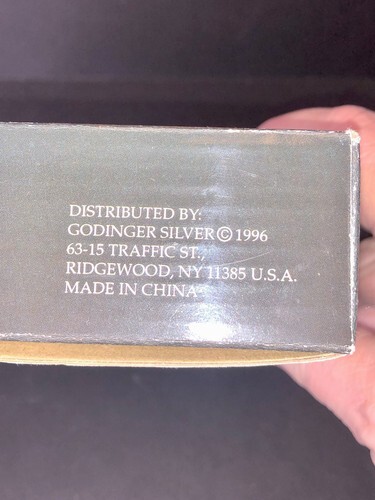 DISTRIBUTED BY:
GODINGER SILVER © 1996
63-15 TRAFFIC ST.,
RIDGEWOOD, NY 11385 U.S.A.
MADE IN CHINA